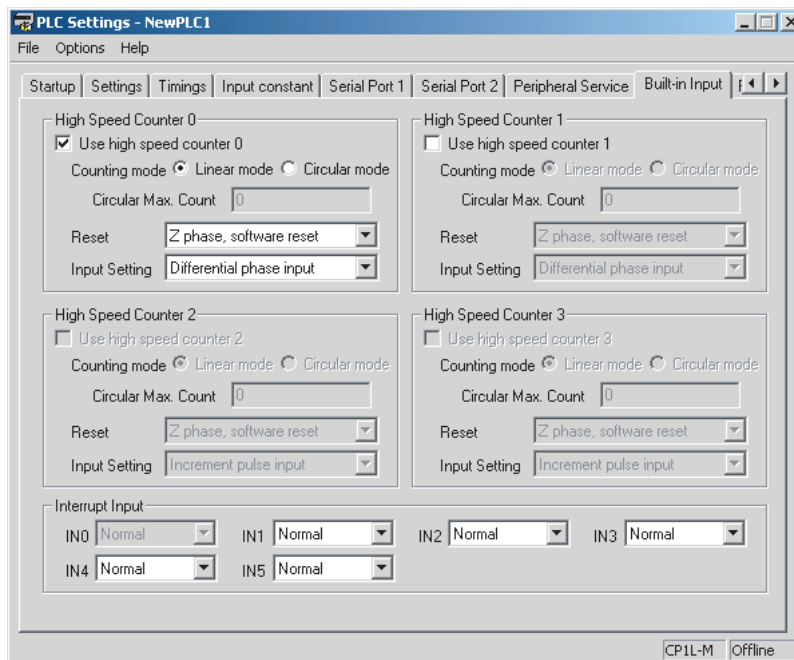 PLC Settings - NewPLC1
File Options Help
Startup Settings Timings Input constant Serial Port 1 Serial Port 2 Peripheral Service Built-in Input
High Speed Counter 0
Use high speed counter 0
Counting mode Linear mode Circular mode
Circular Max. Count 0
Reset Z phase, software reset
Input Setting Differential phase input
High Speed Counter 1
Use high speed counter 1
Counting mode Linear mode Circular mode
Circular Max. Count 0
Reset Z phase, software reset
Input Setting Differential phase input
High Speed Counter 2
Use high speed counter 2
Counting mode Linear mode Circular mode
Circular Max. Count 0
Reset Z phase, software reset
Input Setting Increment pulse input
High Speed Counter 3
Use high speed counter 3
Counting mode Linear mode Circular mode
Circular Max. Count 0
Reset Z phase, software reset
Input Setting Increment pulse input
Interrupt Input
IN0 Normal IN1 Normal IN2 Normal IN3 Normal
IN4 Normal IN5 Normal
CP1L-M Offline